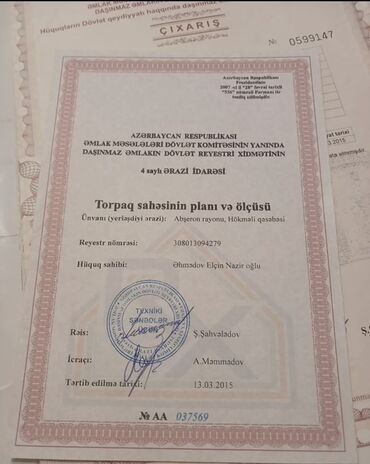 ƏMLAK MƏSƏLƏLƏRİ DÖVLƏT
DAŞINMAZ ƏMLAKIN
Hüquqların Dövlət qeydiyyatı haqqında daşınmaz
ÇIXARIŞ
№ 0599147
Azərbaycan Respublikası
Prezidentinin
2007-ci il "28" fevral tarixli
"536" nömrəli Fərmanı ilə
təsdiq edilmişdir.
AZƏRBAYCAN RESPUBLİKASI
ƏMLAK MƏSƏLƏLƏRİ DÖVLƏT KOMİTƏSİNİN YANINDA
DAŞINMAZ ƏMLAKIN DÖVLƏT REYESTRİ XİDMƏTİNİN
4 saylı ƏRAZİ İDARƏSİ
Torpaq sahəsinin planı və ölçüsü
Ünvanı (yerləşdiyi ərazi): Abşeron rayonu, Hökməli qəsəbəsi
Reyestr nömrəsi: 308013094279
Hüquq sahibi: Əhmədov Elçin Nazir oğlu
TEXNİKİ
SƏNƏDLƏR
Rəis: Ş.Şahvələdov
İcraçı: A.Məmmədov
Tərtib edilmə tarixi: 13.03.2015
№ AA 037569